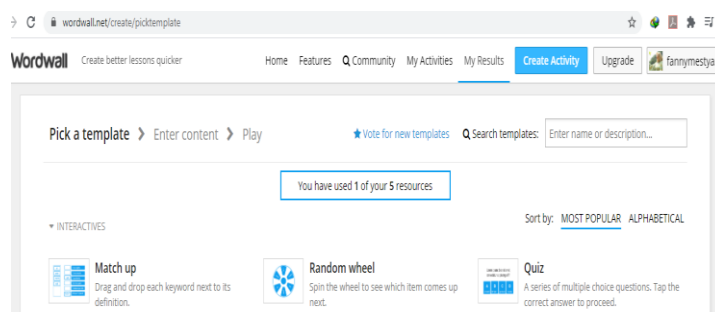 wordwall.net/create/picktemplate
Wordwall Create better lessons quicker Home Features Community My Activities My Results Create Activity Upgrade fannymestya
Pick a template > Enter content > Play Vote for new templates Search templates: Enter name or description...
You have used 1 of your 5 resources
INTERACTIVES Sort by: MOST POPULAR ALPHABETICAL
Match up Random wheel Quiz
Drag and drop each keyword next to its Spin the wheel to see which item comes up A series of multiple choice questions. Tap the
definition. next. correct answer to proceed.